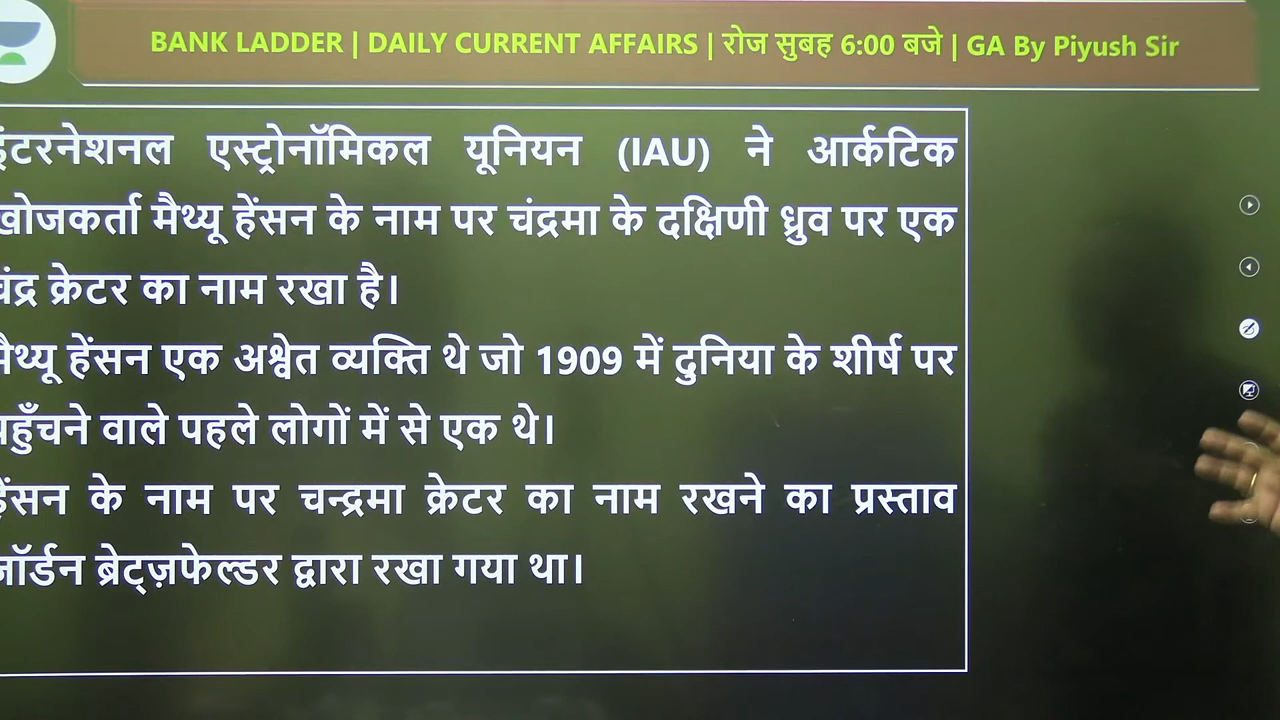 BANK LADDER | DAILY CURRENT AFFAIRS | रोज सुबह 6:00 बजे | GA By Piyush Sir
इंटरनेशनल एस्ट्रोनॉमिकल यूनियन (IAU) ने आर्कटिक
खोजकर्ता मैथ्यू हेंसन के नाम पर चंद्रमा के दक्षिणी ध्रुव पर एक
चंद्र क्रेटर का नाम रखा है।
मैथ्यू हेंसन एक अश्वेत व्यक्ति थे जो 1909 में दुनिया के शीर्ष पर
पहुँचने वाले पहले लोगों में से एक थे।
हेंसन के नाम पर चन्द्रमा क्रेटर का नाम रखने का प्रस्ताव
जॉर्डन ब्रेट्ज़फेल्डर द्वारा रखा गया था।